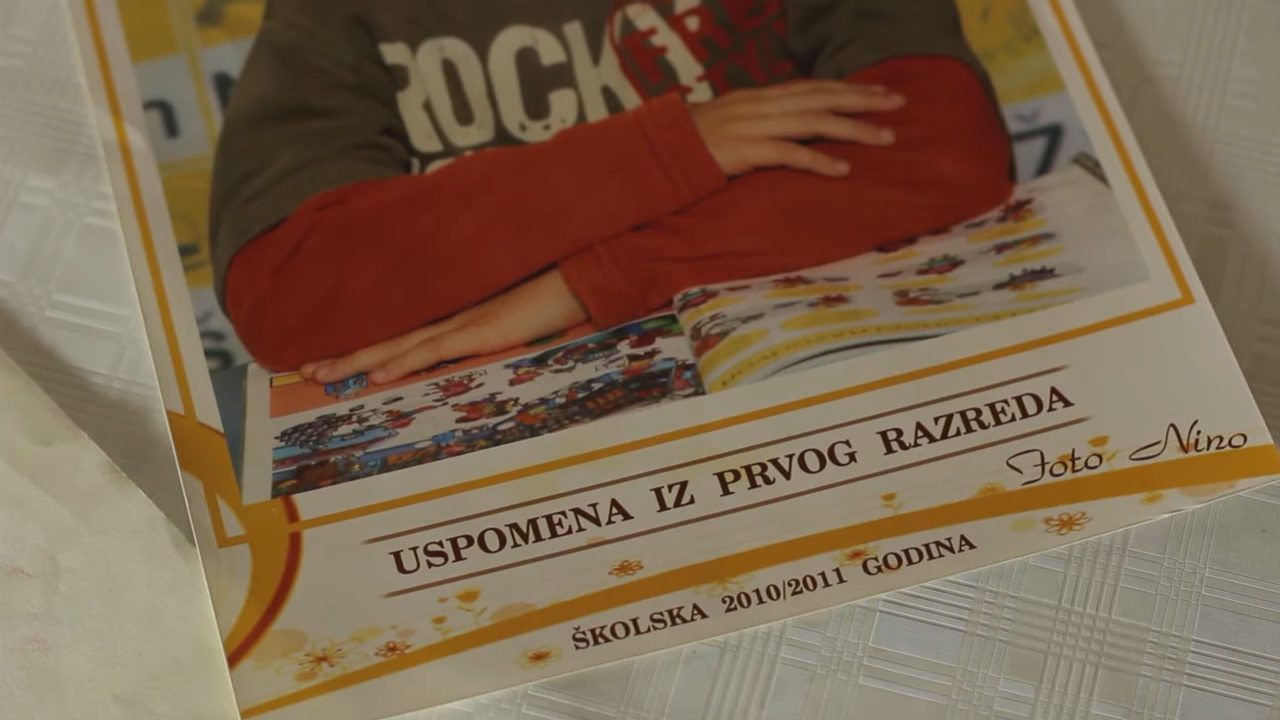 ROCK
USPOMENA IZ PRVOG RAZREDA
Foto Nino
ŠKOLSKA 2010/2011 GODINA